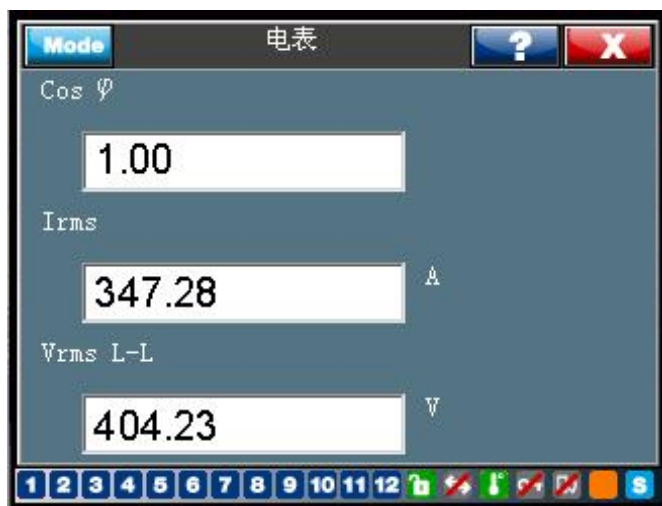 Mode 电表 ? X
Cos φ
1.00
Irms
347.28 A
Vrms L-L
404.23 V
1 2 3 4 5 6 7 8 9 10 11 12 S